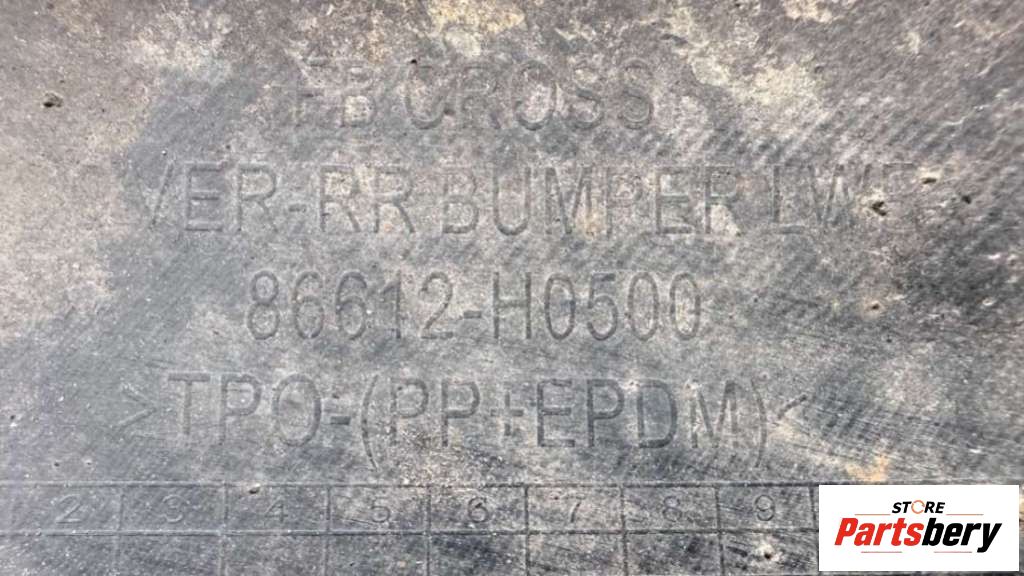 FB CROSS
VER-RR BUMPER LWR
86612-H0500
>TPO-(PP+EPDM)<
2 3 4 5 6 7 8 9
STORE
Partsbery